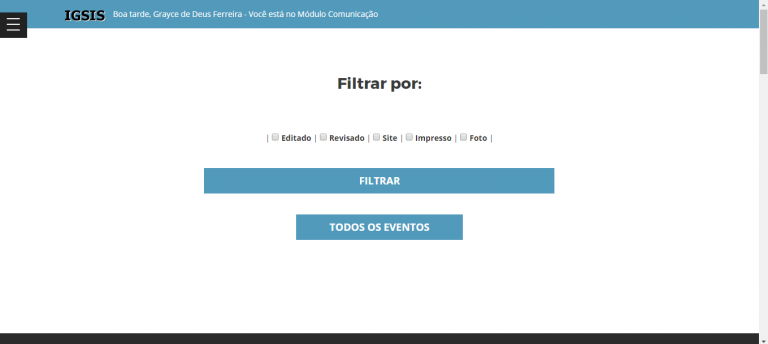 IGSIS Boa tarde, Grayce de Deus Ferreira - Você está no Módulo Comunicação
Filtrar por:
| Editado | Revisado | Site | Impresso | Foto |
FILTRAR
TODOS OS EVENTOS